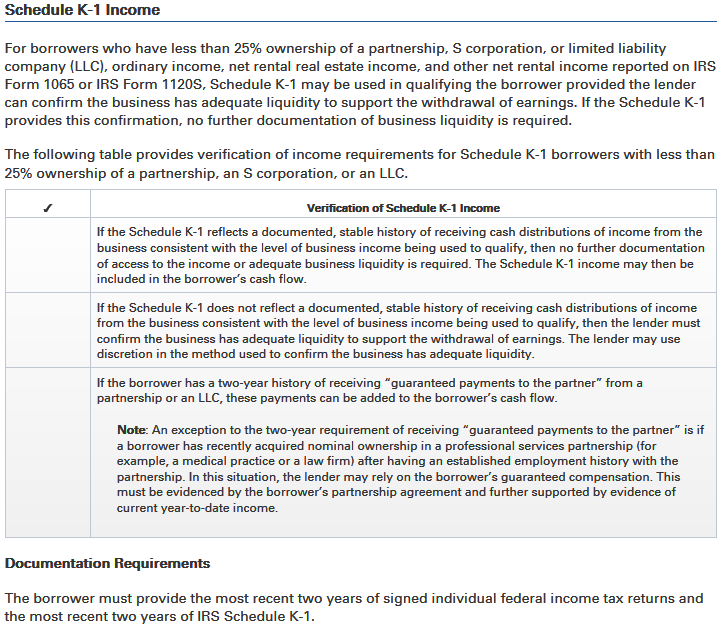 Schedule K-1 Income
For borrowers who have less than 25% ownership of a partnership, S corporation, or limited liability
company (LLC), ordinary income, net rental real estate income, and other net rental income reported on IRS
Form 1065 or IRS Form 1120S, Schedule K-1 may be used in qualifying the borrower provided the lender
can confirm the business has adequate liquidity to support the withdrawal of earnings. If the Schedule K-1
provides this confirmation, no further documentation of business liquidity is required.
The following table provides verification of income requirements for Schedule K-1 borrowers with less than
25% ownership of a partnership, an S corporation, or an LLC.
✓ Verification of Schedule K-1 Income
If the Schedule K-1 reflects a documented, stable history of receiving cash distributions of income from the
business consistent with the level of business income being used to qualify, then no further documentation
of access to the income or adequate business liquidity is required. The Schedule K-1 income may then be
included in the borrower's cash flow.
If the Schedule K-1 does not reflect a documented, stable history of receiving cash distributions of income
from the business consistent with the level of business income being used to qualify, then the lender must
confirm the business has adequate liquidity to support the withdrawal of earnings. The lender may use
discretion in the method used to confirm the business has adequate liquidity.
If the borrower has a two-year history of receiving "guaranteed payments to the partner" from a
partnership or an LLC, these payments can be added to the borrower's cash flow.
Note: An exception to the two-year requirement of receiving "guaranteed payments to the partner" is if
a borrower has recently acquired nominal ownership in a professional services partnership (for
example, a medical practice or a law firm) after having an established employment history with the
partnership. In this situation, the lender may rely on the borrower's guaranteed compensation. This
must be evidenced by the borrower's partnership agreement and further supported by evidence of
current year-to-date income.
Documentation Requirements
The borrower must provide the most recent two years of signed individual federal income tax returns and
the most recent two years of IRS Schedule K-1.